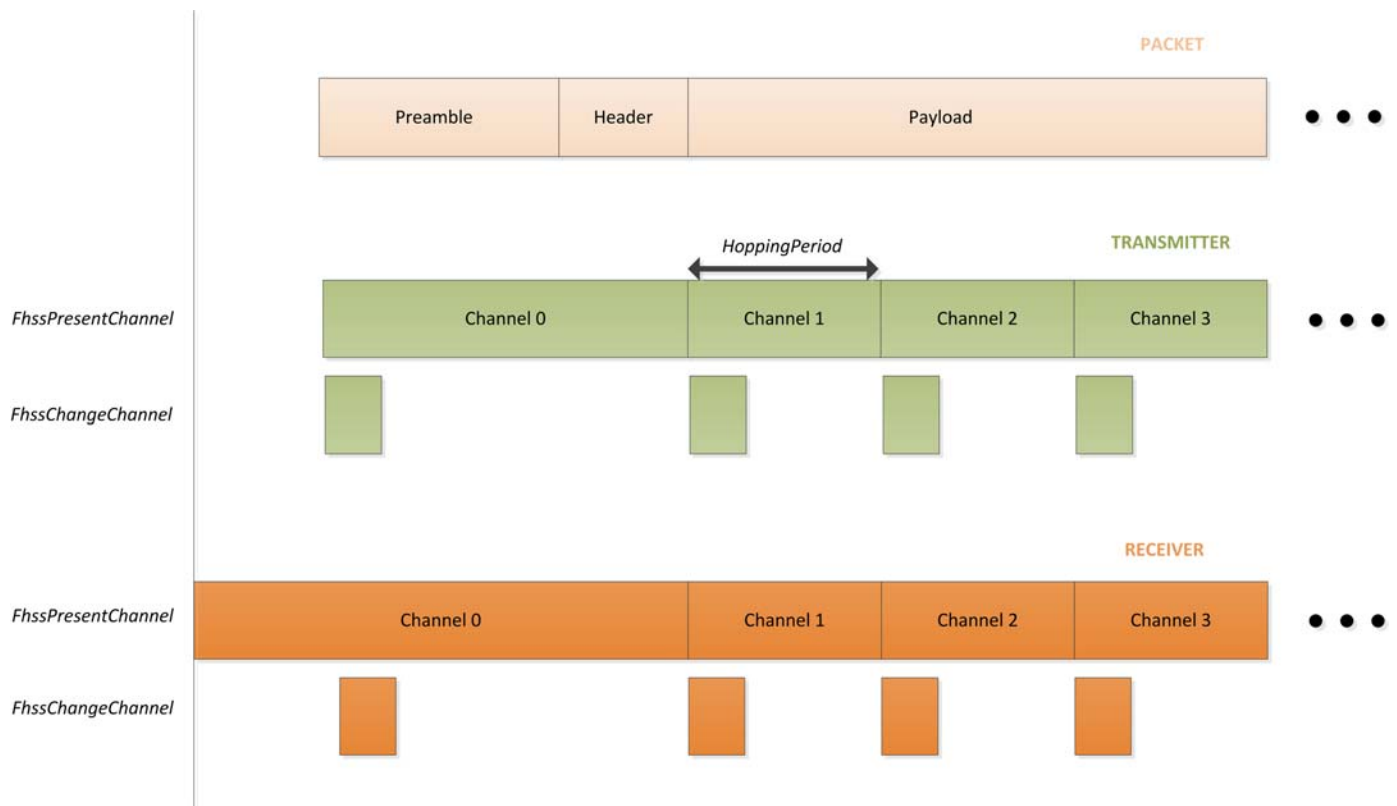 PACKET
Preamble
Header
Payload
HoppingPeriod
TRANSMITTER
FhssPresentChannel
Channel 0
Channel 1
Channel 2
Channel 3
FhssChangeChannel
RECEIVER
FhssPresentChannel
Channel 0
Channel 1
Channel 2
Channel 3
FhssChangeChannel